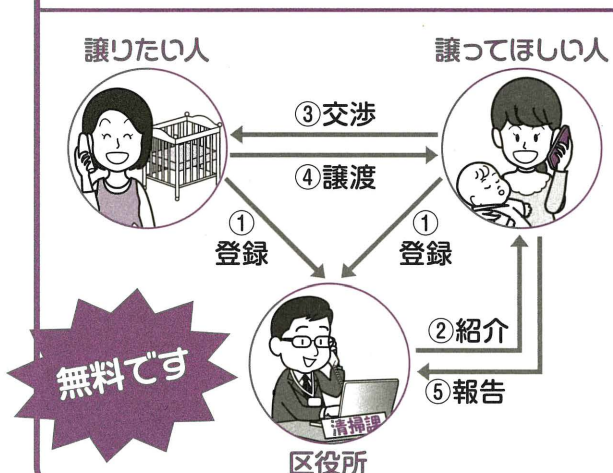 譲りたい人
譲ってほしい人
③交渉
④譲渡
①
登録
①
登録
②紹介
⑤報告
無料です
清掃課
区役所